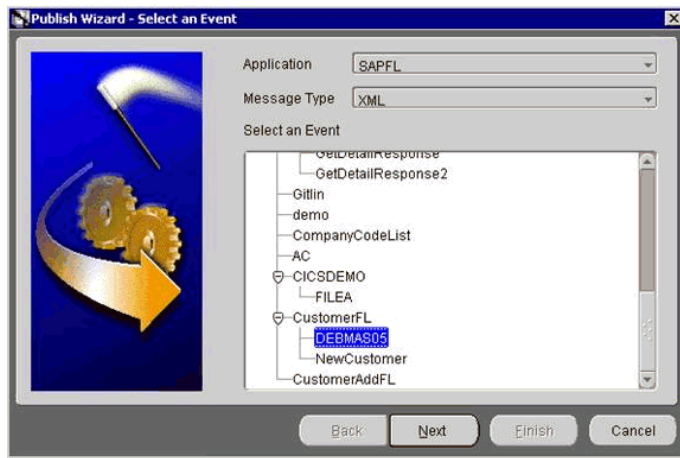 Publish Wizard - Select an Event
Application SAPFL
Message Type XML
Select an Event
GetDetailResponse
GetDetailResponse2
Gitlin
demo
CompanyCodeList
AC
CICSDEMO
FILEA
CustomerFL
DEBMAS05
NewCustomer
CustomerAddFL
Back Next Finish Cancel